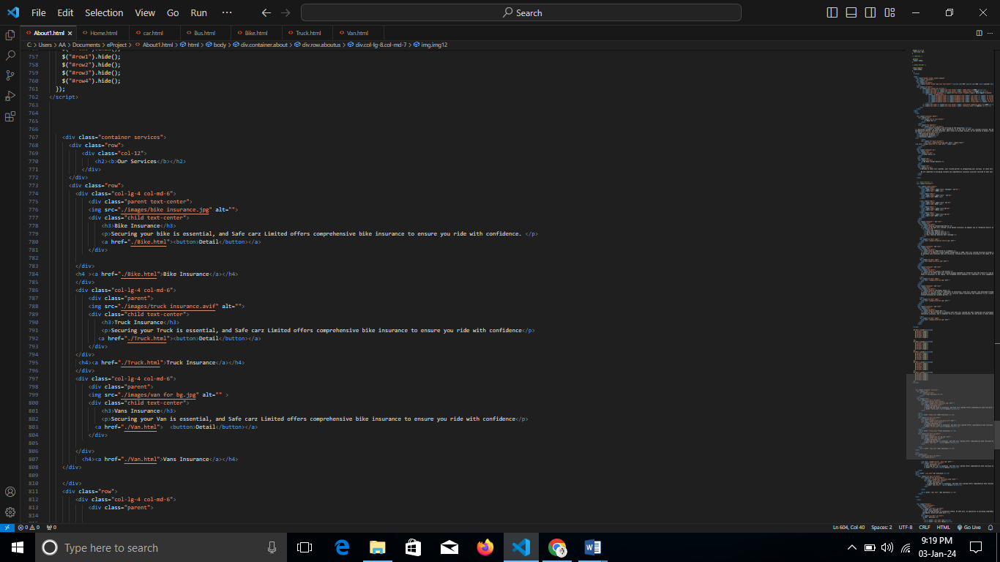 File Edit Selection View Go Run ··· Search
About1.html Home.html car.html Bus.html Bike.html Truck.html Van.html
C: > Users > AA > Documents > eProject > About1.html > html > body > div.container.about > div.row.aboutus > div.col-lg-8.col-md-7 > img.img12
757 $("#row1").hide();
758 $("#row2").hide();
759 $("#row3").hide();
760 $("#row4").hide();
761 });
762 </script>
763
764
765
766
767 <div class="container services">
768 <div class="row">
769 <div class="col-12">
770 <h2><b>Our Services</b></h2>
771 </div>
772 </div>
773 <div class="row">
774 <div class="col-lg-4 col-md-6">
775 <div class="parent text-center">
776 <img src="./images/bike insurance.jpg" alt="">
777 <div class="child text-center">
778 <h3>Bike Insurance</h3>
779 <p>Securing your bike is essential, and Safe carz Limited offers comprehensive bike insurance to ensure you ride with confidence. </p>
780 <a href="./Bike.html"><button>Detail</button></a>
781 </div>
782
783 </div>
784 <h4 ><a href="./Bike.html">Bike Insurance</a></h4>
785 </div>
786 <div class="col-lg-4 col-md-6">
787 <div class="parent">
788 <img src="./images/truck insurance.avif" alt="">
789 <div class="child text-center">
790 <h3>Truck Insurance</h3>
791 <p>Securing your Truck is essential, and Safe carz Limited offers comprehensive bike insurance to ensure you ride with confidence</p>
792 <a href="./Truck.html"><button>Detail</button></a>
793 </div>
794 </div>
795 <h4><a href="./Truck.html">Truck Insurance</a></h4>
796 </div>
797 <div class="col-lg-4 col-md-6">
798 <div class="parent">
799 <img src="./images/van for bg.jpg" alt="" >
800 <div class="child text-center">
801 <h3>Vans Insurance</h3>
802 <p>Securing your Van is essential, and Safe carz Limited offers comprehensive bike insurance to ensure you ride with confidence</p>
803 <a href="./Van.html"> <button>Detail</button></a>
804 </div>
805
806 </div>
807 <h4><a href="./Van.html">Vans Insurance</a></h4>
808 </div>
809
810 </div>
811 <div class="row">
812 <div class="col-lg-4 col-md-6">
813 <div class="parent">
814
0 0 0 Ln 604, Col 40 Spaces: 2 UTF-8 CRLF HTML Go Live
Type here to search
9:19 PM
03-Jan-24